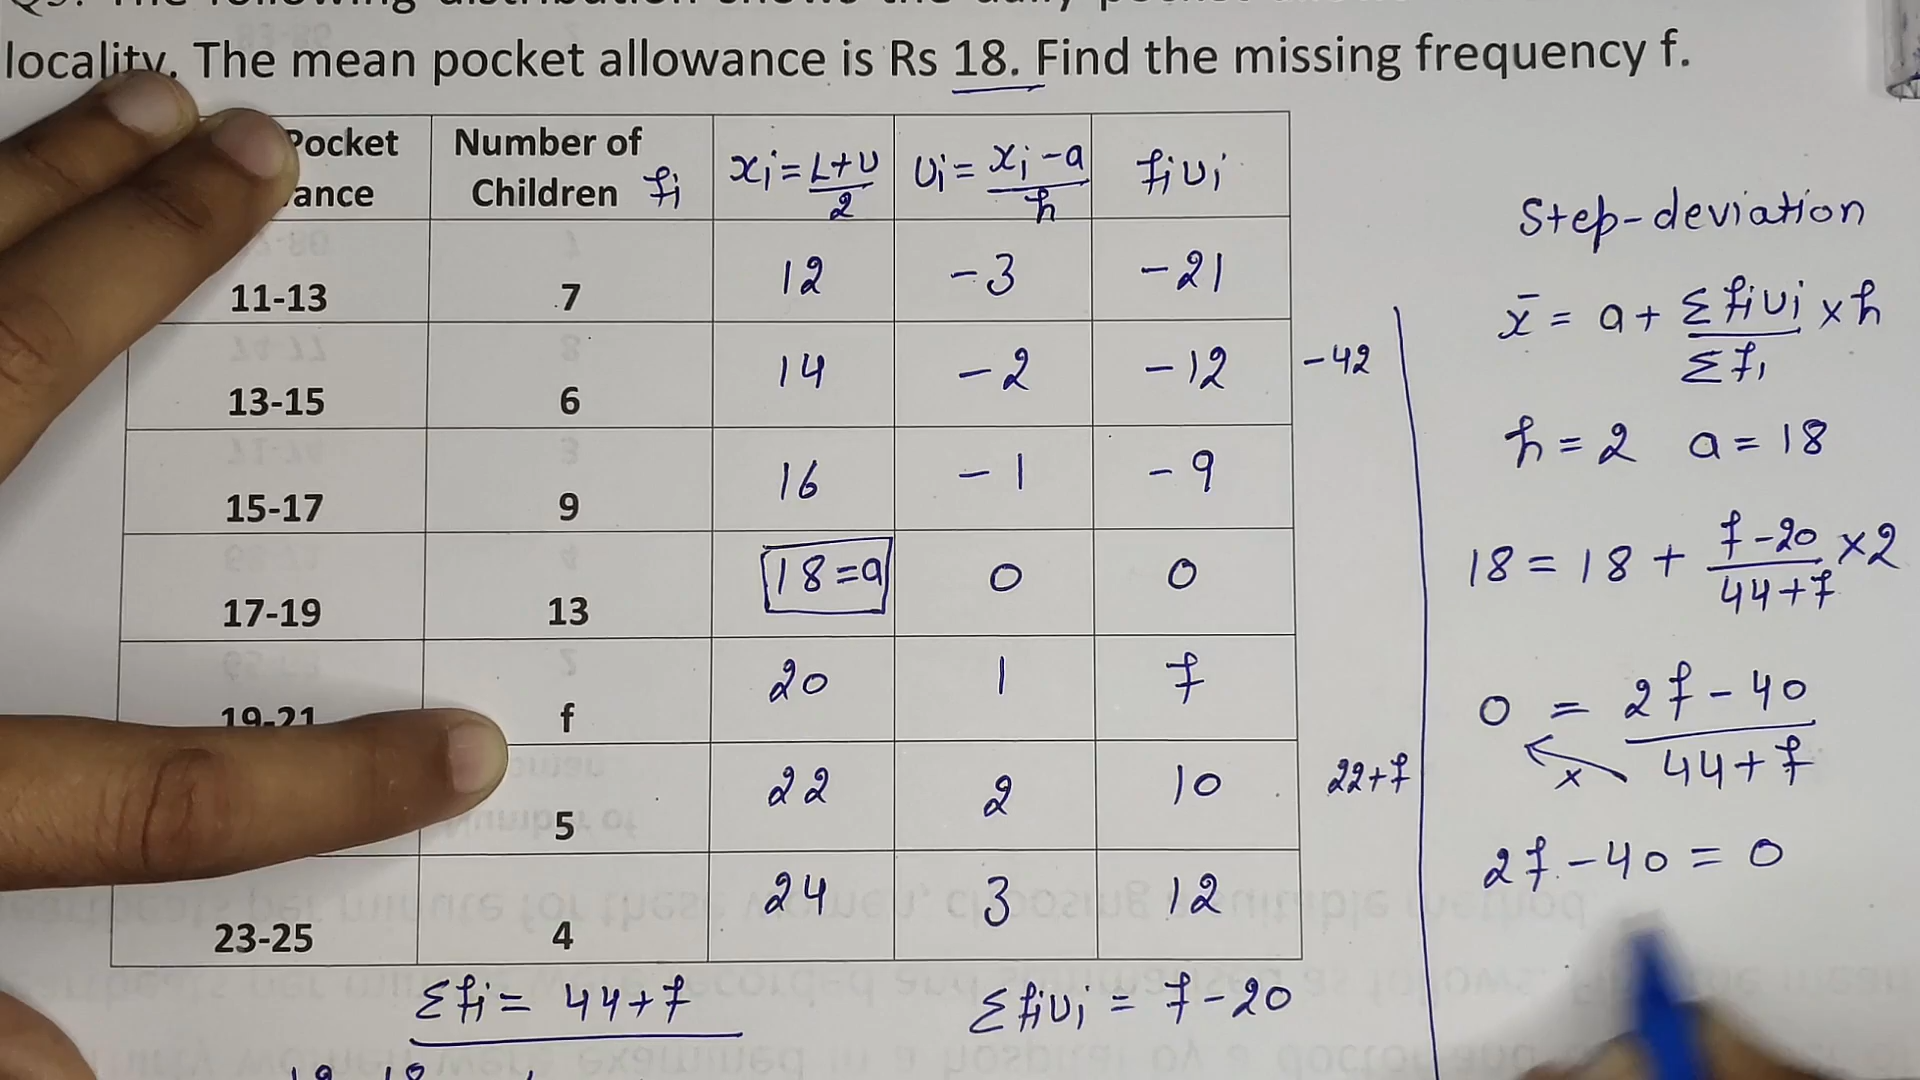 locality. The mean pocket allowance is Rs 18. Find the missing frequency f.
Pocket
ance
Number of
Children fi
xi = L+U
2
Ui = xi - a
h
fiUi
11-13 7 12 -3 -21
13-15 6 14 -2 -12 -42
15-17 9 16 -1 -9
17-19 13 18=a 0 0
19-21 f 20 1 f
5 22 2 10 22+f
23-25 4 24 3 12
Σfi = 44+f
ΣfiUi = f-20
Step-deviation
x̄ = a + ΣfiUi × h
Σfi
h = 2 a = 18
18 = 18 + f-20 ×2
44+f
0 = 2f - 40
x 44+f
2f - 40 = 0